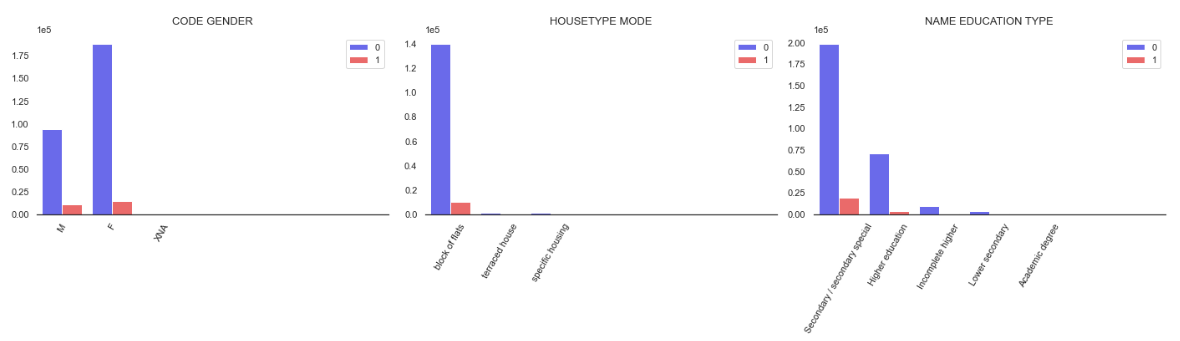 CODE GENDER
1e5
1.75
1.50
1.25
1.00
0.75
0.50
0.25
0.00
0
1
M
F
XNA
HOUSETYPE MODE
1e5
1.4
1.2
1.0
0.8
0.6
0.4
0.2
0.0
0
1
block of flats
terraced house
specific housing
NAME EDUCATION TYPE
1e5
2.00
1.75
1.50
1.25
1.00
0.75
0.50
0.25
0.00
0
1
Secondary / secondary special
Higher education
Incomplete higher
Lower secondary
Academic degree